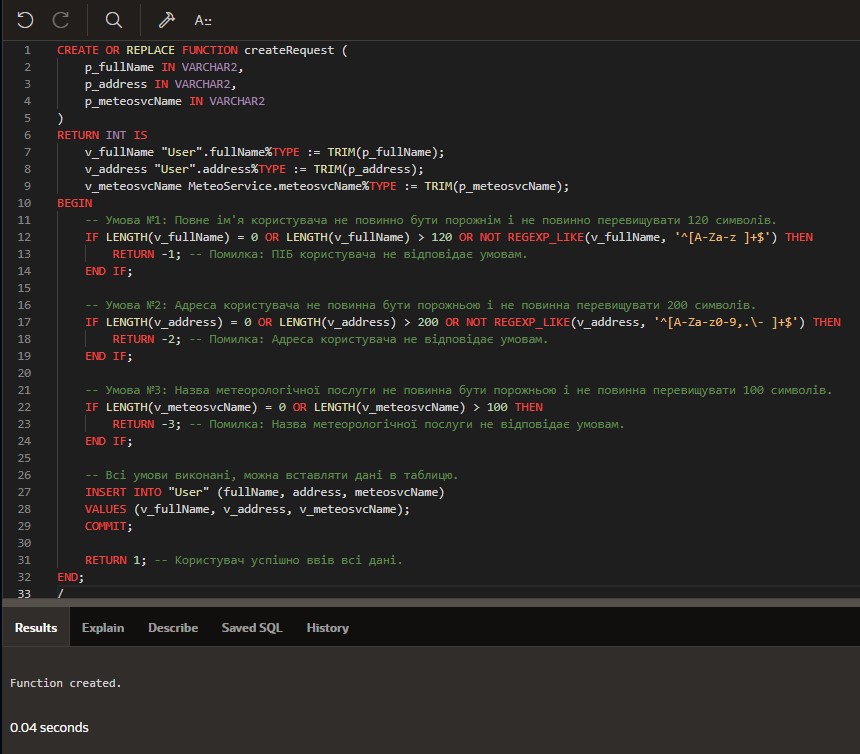 A::
1 CREATE OR REPLACE FUNCTION createRequest (
2 p_fullName IN VARCHAR2,
3 p_address IN VARCHAR2,
4 p_meteosvcName IN VARCHAR2
5 )
6 RETURN INT IS
7 v_fullName "User".fullName%TYPE := TRIM(p_fullName);
8 v_address "User".address%TYPE := TRIM(p_address);
9 v_meteosvcName MeteoService.meteosvcName%TYPE := TRIM(p_meteosvcName);
10 BEGIN
11 -- Умова №1: Повне ім'я користувача не повинно бути порожнім і не повинно перевищувати 120 символів.
12 IF LENGTH(v_fullName) = 0 OR LENGTH(v_fullName) > 120 OR NOT REGEXP_LIKE(v_fullName, '^[A-Za-z ]+$') THEN
13 RETURN -1; -- Помилка: ПІБ користувача не відповідає умовам.
14 END IF;
15
16 -- Умова №2: Адреса користувача не повинна бути порожньою і не повинна перевищувати 200 символів.
17 IF LENGTH(v_address) = 0 OR LENGTH(v_address) > 200 OR NOT REGEXP_LIKE(v_address, '^[A-Za-z0-9,.\- ]+$') THEN
18 RETURN -2; -- Помилка: Адреса користувача не відповідає умовам.
19 END IF;
20
21 -- Умова №3: Назва метеорологічної послуги не повинна бути порожньою і не повинна перевищувати 100 символів.
22 IF LENGTH(v_meteosvcName) = 0 OR LENGTH(v_meteosvcName) > 100 THEN
23 RETURN -3; -- Помилка: Назва метеорологічної послуги не відповідає умовам.
24 END IF;
25
26 -- Всі умови виконані, можна вставляти дані в таблицю.
27 INSERT INTO "User" (fullName, address, meteosvcName)
28 VALUES (v_fullName, v_address, v_meteosvcName);
29 COMMIT;
30
31 RETURN 1; -- Користувач успішно ввів всі дані.
32 END;
33 /
Results Explain Describe Saved SQL History
Function created.
0.04 seconds